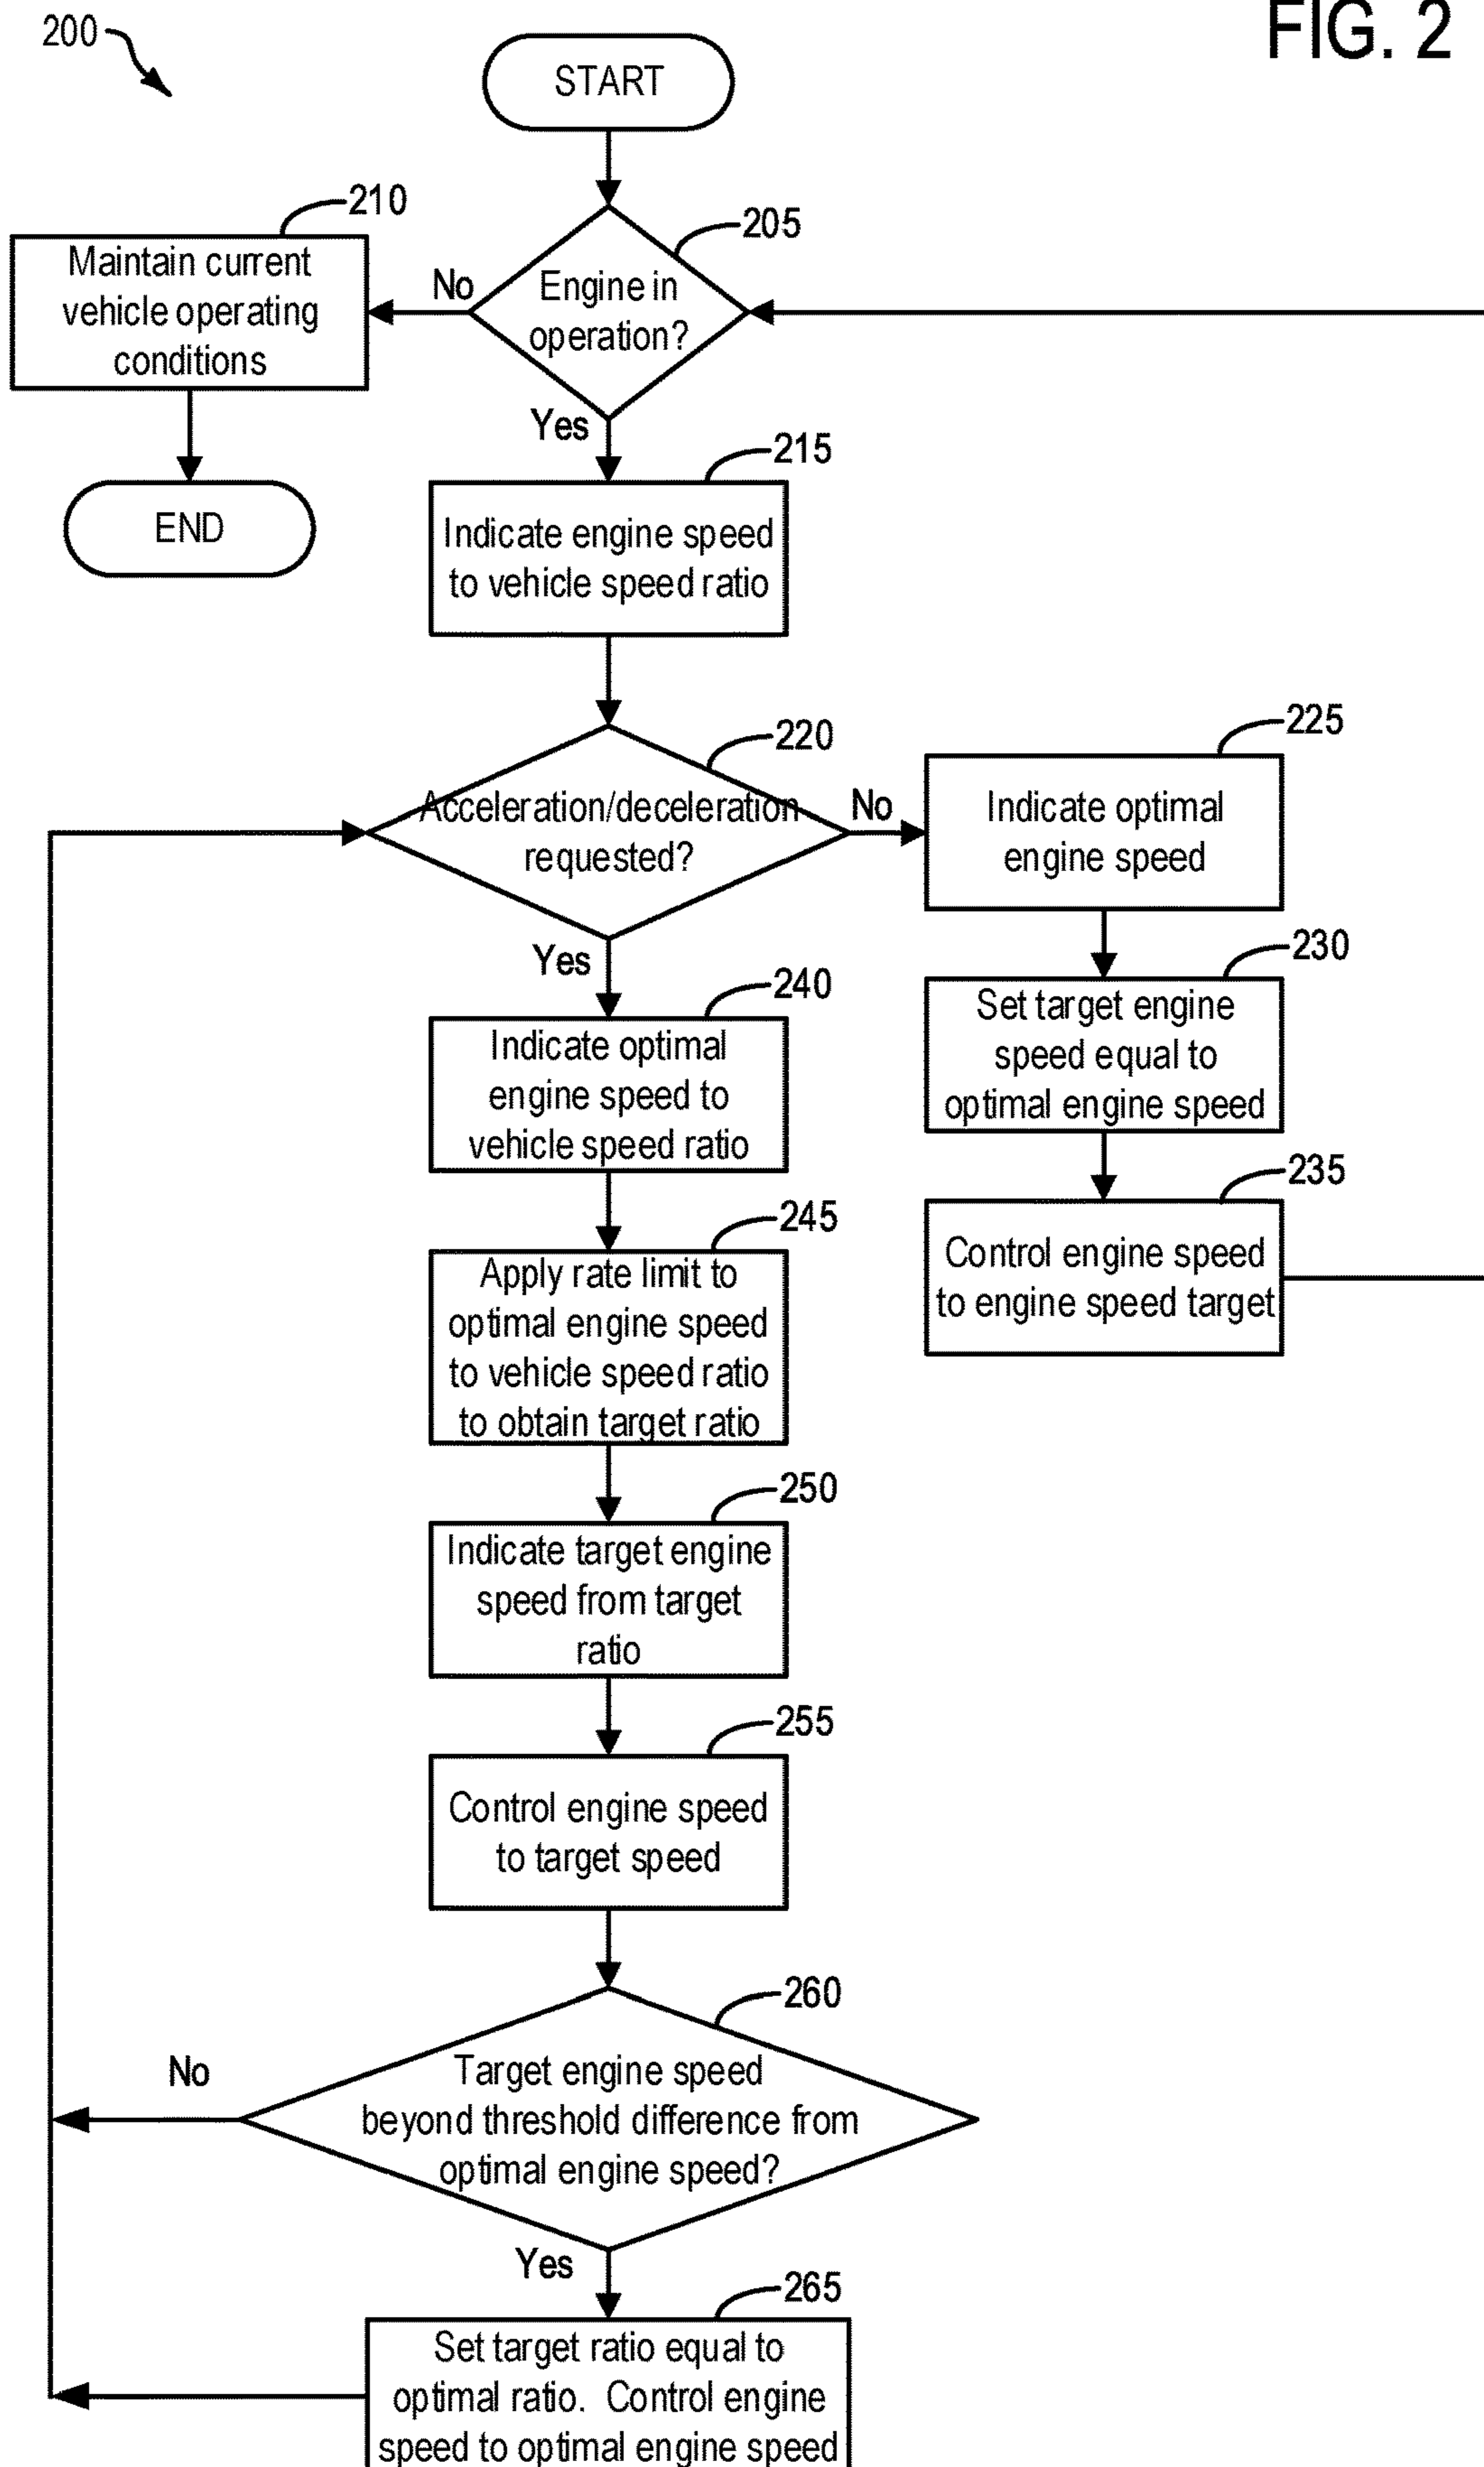 FIG. 2
200
START
210
205
Maintain current
vehicle operating
conditions
No
Engine in
operation?
Yes
END
215
Indicate engine speed
to vehicle speed ratio
220
Acceleration/deceleration
requested?
No
225
Indicate optimal
engine speed
Yes
230
Set target engine
speed equal to
optimal engine speed
240
Indicate optimal
engine speed to
vehicle speed ratio
235
Control engine speed
to engine speed target
245
Apply rate limit to
optimal engine speed
to vehicle speed ratio
to obtain target ratio
250
Indicate target engine
speed from target
ratio
255
Control engine speed
to target speed
260
Target engine speed
beyond threshold difference from
optimal engine speed?
No
Yes
265
Set target ratio equal to
optimal ratio. Control engine
speed to optimal engine speed